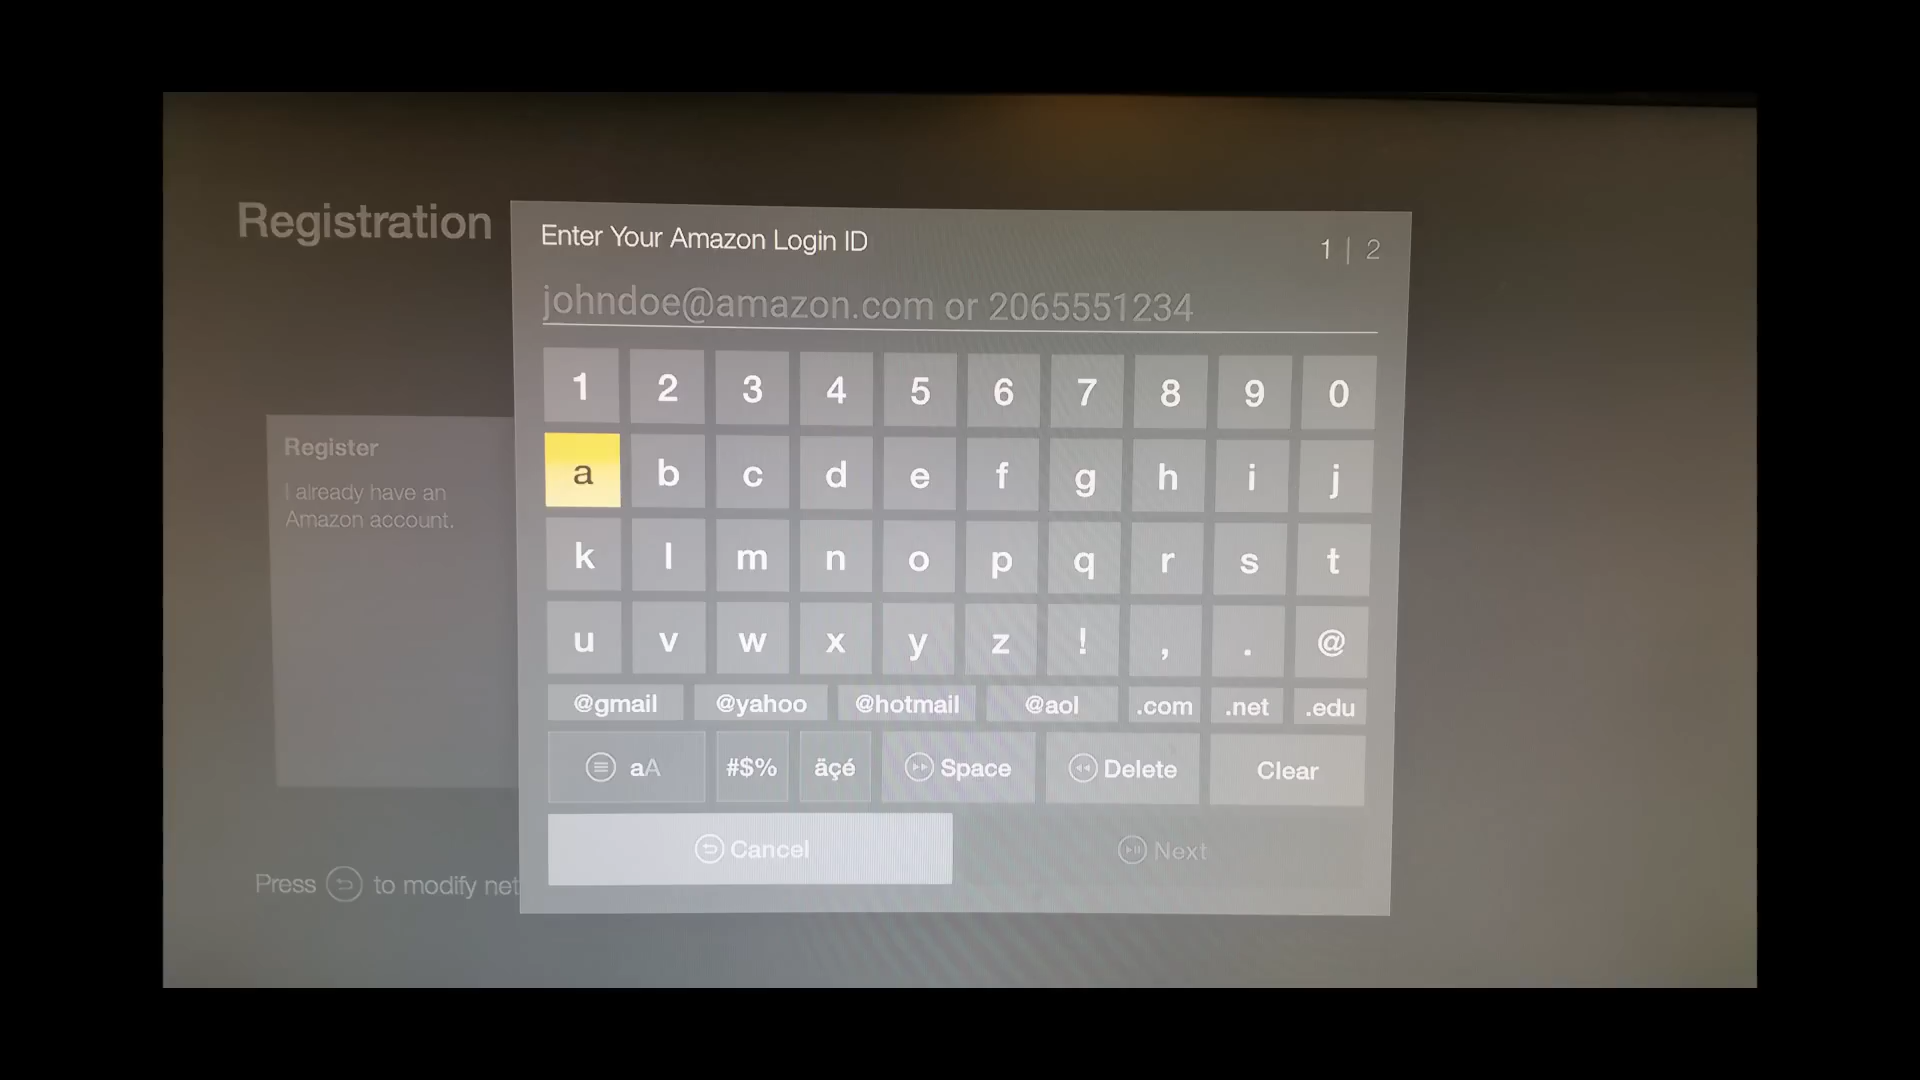 Registration
Enter Your Amazon Login ID
1 | 2
johndoe@amazon.com or 2065551234
1 2 3 4 5 6 7 8 9 0
a b c d e f g h i j
k l m n o p q r s t
u v w x y z ! , . @
@gmail @yahoo @hotmail @aol .com .net .edu
aA #$% äçé Space Delete Clear
Cancel Next
Register
I already have an
Amazon account.
Press to modify net